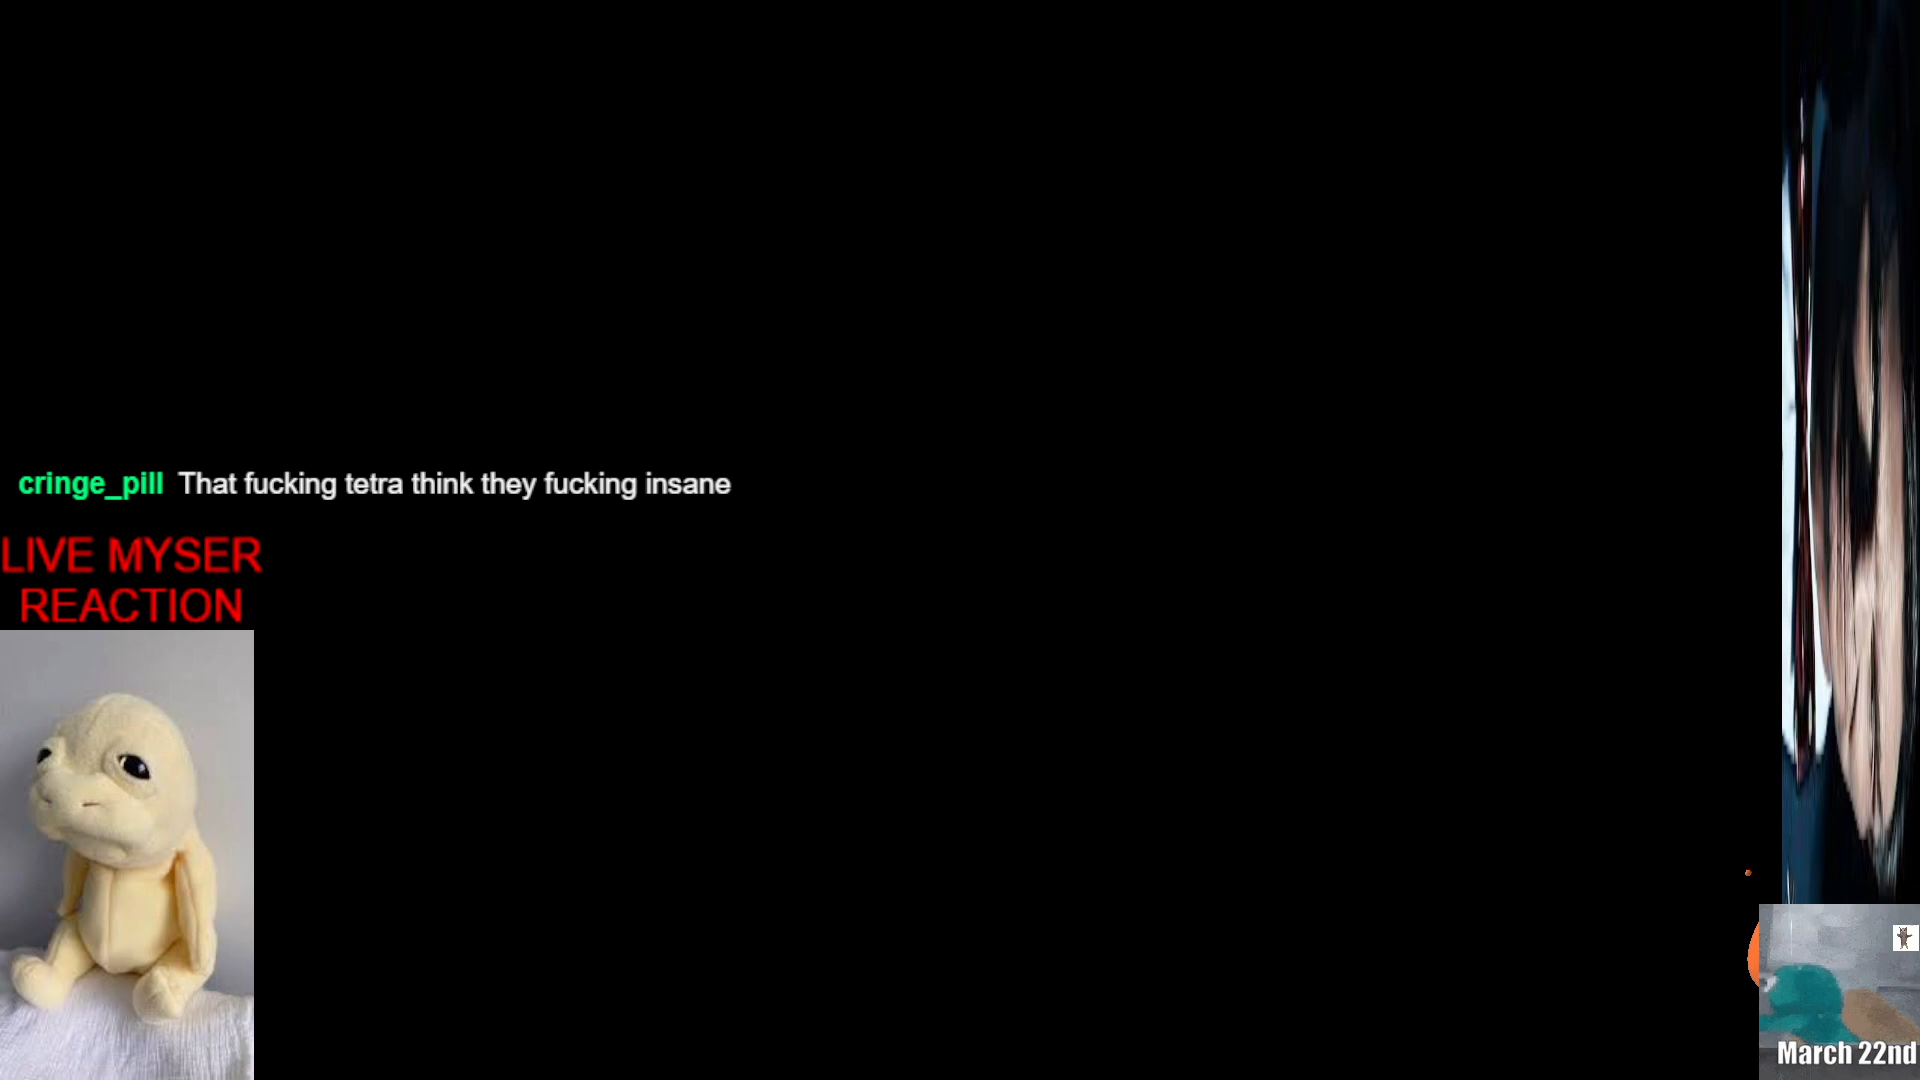 cringe_pill That fucking tetra think they fucking insane
LIVE MYSER
REACTION
March 22nd